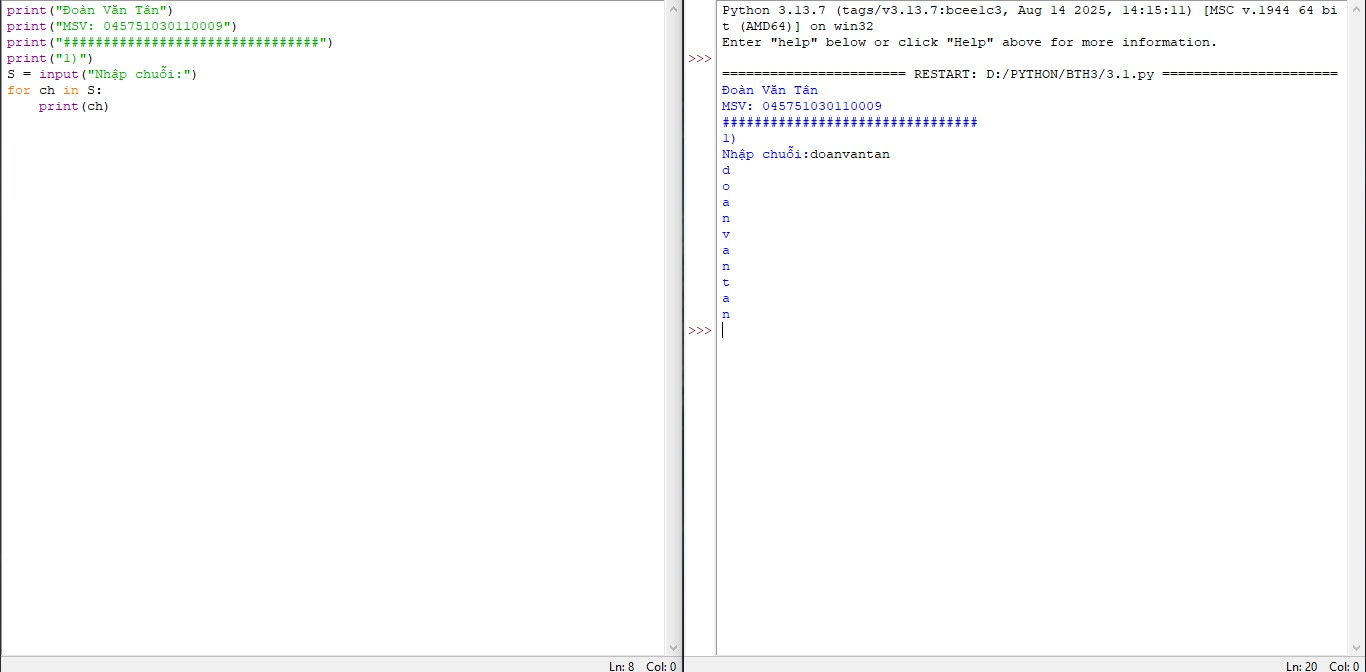 print("Đoàn Văn Tân")
print("MSV: 045751030110009")
print("################################")
print("1)")
S = input("Nhập chuỗi:")
for ch in S:
    print(ch)
Ln: 8 Col: 0
Python 3.13.7 (tags/v3.13.7:bceelc3, Aug 14 2025, 14:15:11) [MSC v.1944 64 bi
t (AMD64)] on win32
Enter "help" below or click "Help" above for more information.
>>>
======================= RESTART: D:/PYTHON/BTH3/3.1.py ======================
Đoàn Văn Tân
MSV: 045751030110009
################################
1)
Nhập chuỗi:doanvantan
d
o
a
n
v
a
n
t
a
n
>>>
Ln: 20 Col: 0